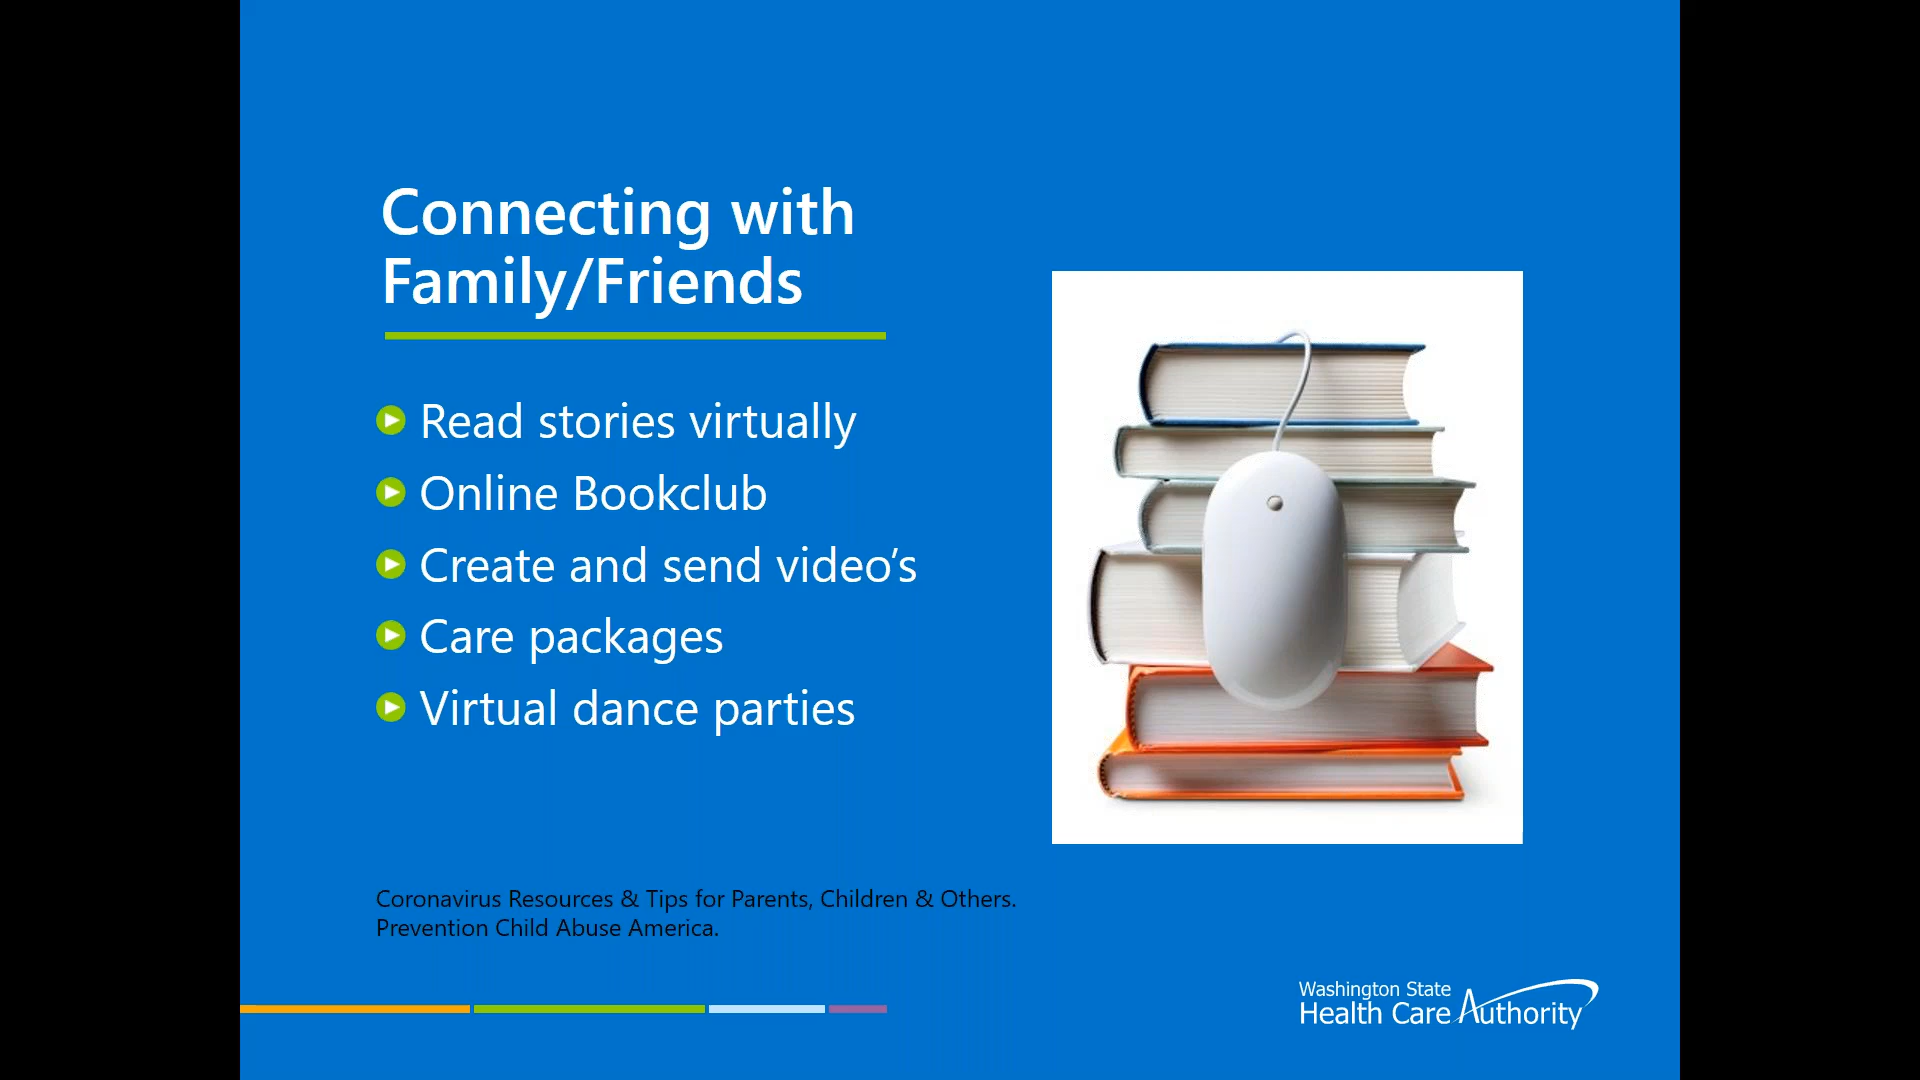 Connecting with
Family/Friends
Read stories virtually
Online Bookclub
Create and send video’s
Care packages
Virtual dance parties
Coronavirus Resources & Tips for Parents, Children & Others.
Prevention Child Abuse America.
Washington State
Health Care Authority